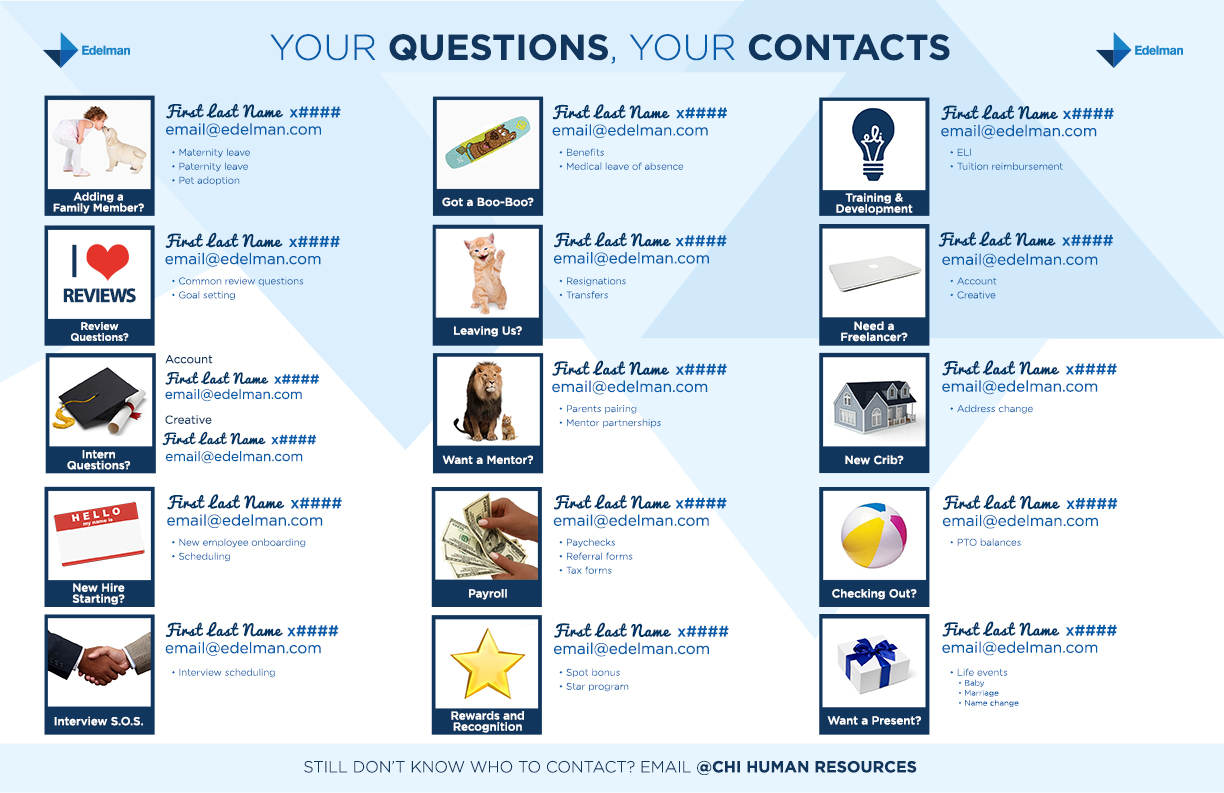 Edelman
YOUR QUESTIONS, YOUR CONTACTS
Edelman
Adding a
Family Member?
First Last Name x####
email@edelman.com
• Maternity leave
• Paternity leave
• Pet adoption
Got a Boo-Boo?
First Last Name x####
email@edelman.com
• Benefits
• Medical leave of absence
eli
Training &
Development
First Last Name x####
email@edelman.com
• ELI
• Tuition reimbursement
I
REVIEWS
Review
Questions?
First Last Name x####
email@edelman.com
• Common review questions
• Goal setting
Leaving Us?
First Last Name x####
email@edelman.com
• Resignations
• Transfers
Need a
Freelancer?
First Last Name x####
email@edelman.com
• Account
• Creative
Intern
Questions?
Account
First Last Name x####
email@edelman.com
Creative
First Last Name x####
email@edelman.com
Want a Mentor?
First Last Name x####
email@edelman.com
• Parents pairing
• Mentor partnerships
New Crib?
First Last Name x####
email@edelman.com
• Address change
HELLO
my name is
New Hire
Starting?
First Last Name x####
email@edelman.com
• New employee onboarding
• Scheduling
Payroll
First Last Name x####
email@edelman.com
• Paychecks
• Referral forms
• Tax forms
Checking Out?
First Last Name x####
email@edelman.com
• PTO balances
Interview S.O.S.
First Last Name x####
email@edelman.com
• Interview scheduling
Rewards and
Recognition
First Last Name x####
email@edelman.com
• Spot bonus
• Star program
Want a Present?
First Last Name x####
email@edelman.com
• Life events
• Baby
• Marriage
• Name change
STILL DON'T KNOW WHO TO CONTACT? EMAIL @CHI HUMAN RESOURCES